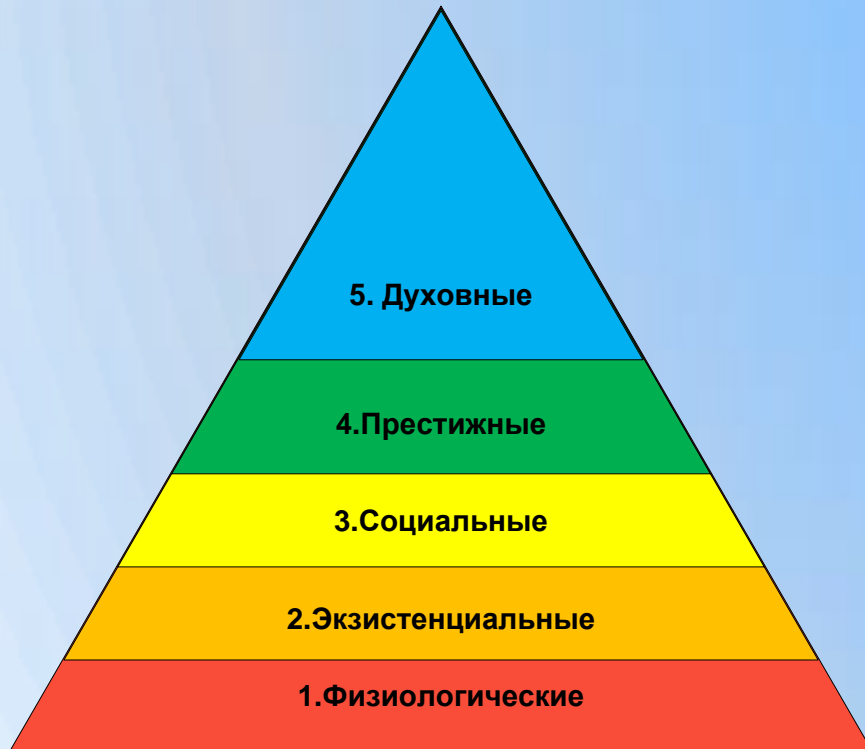 5. Духовные
4.Престижные
3.Социальные
2.Экзистенциальные
1.Физиологические